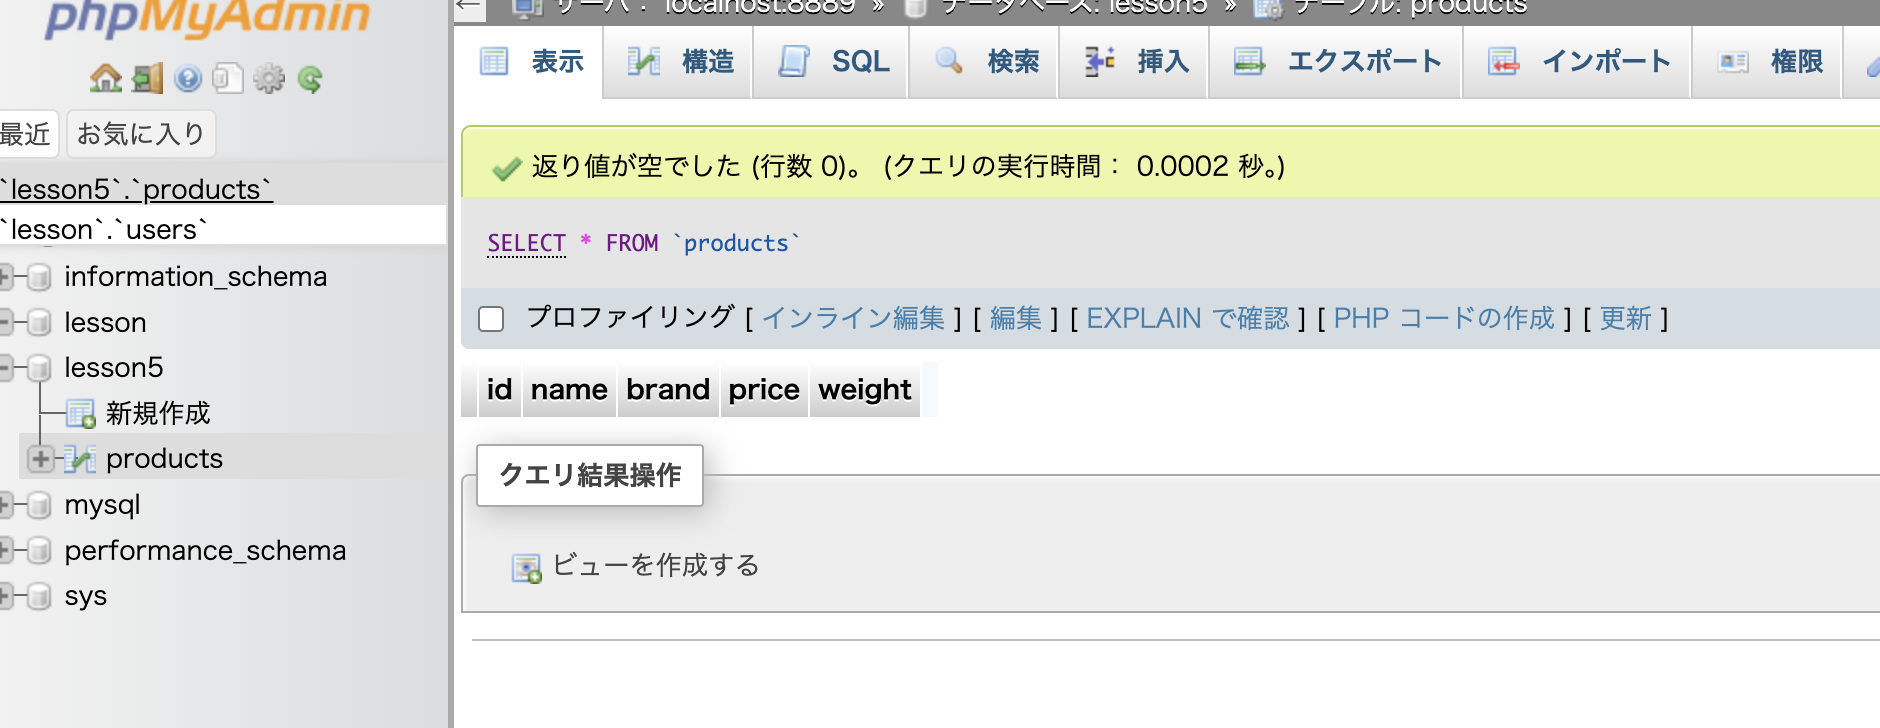 phpMyAdmin
最近 お気に入り
`lesson5`.`products`
`lesson`.`users`
information_schema
lesson
lesson5
新規作成
products
mysql
performance_schema
sys
サーバ： localhost:8889 » データベース: lesson5 » テーブル: products
表示 構造 SQL 検索 挿入 エクスポート インポート 権限
返り値が空でした (行数 0)。 (クエリの実行時間： 0.0002 秒。)
SELECT * FROM `products`
プロファイリング [ インライン編集 ] [ 編集 ] [ EXPLAIN で確認 ] [ PHP コードの作成 ] [ 更新 ]
id name brand price weight
クエリ結果操作
ビューを作成する